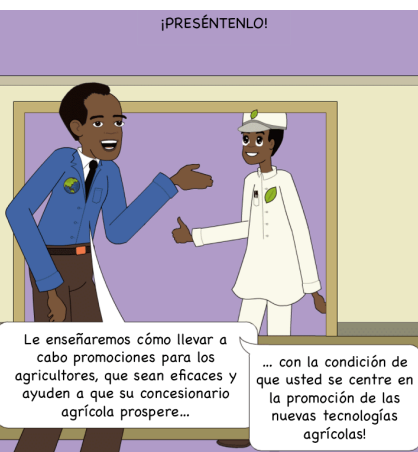 ¡PRESÉNTENLO!
Le enseñaremos cómo llevar a
cabo promociones para los
agricultores, que sean eficaces y
ayuden a que su concesionario
agrícola prospere...
... con la condición de
que usted se centre en
la promoción de las
nuevas tecnologías
agrícolas!